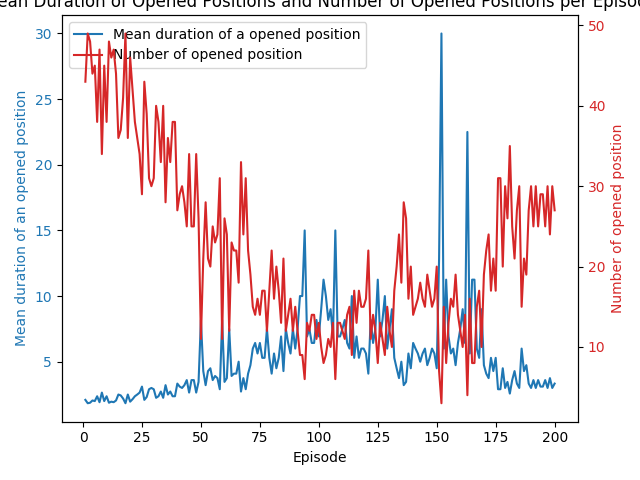 ean Duration of Opened Positions and Number of Opened Positions per Episo
Mean duration of a opened position
Number of opened position
30
25
20
15
10
5
50
40
30
20
10
Mean duration of an opened position
Number of opened position
0 25 50 75 100 125 150 175 200
Episode